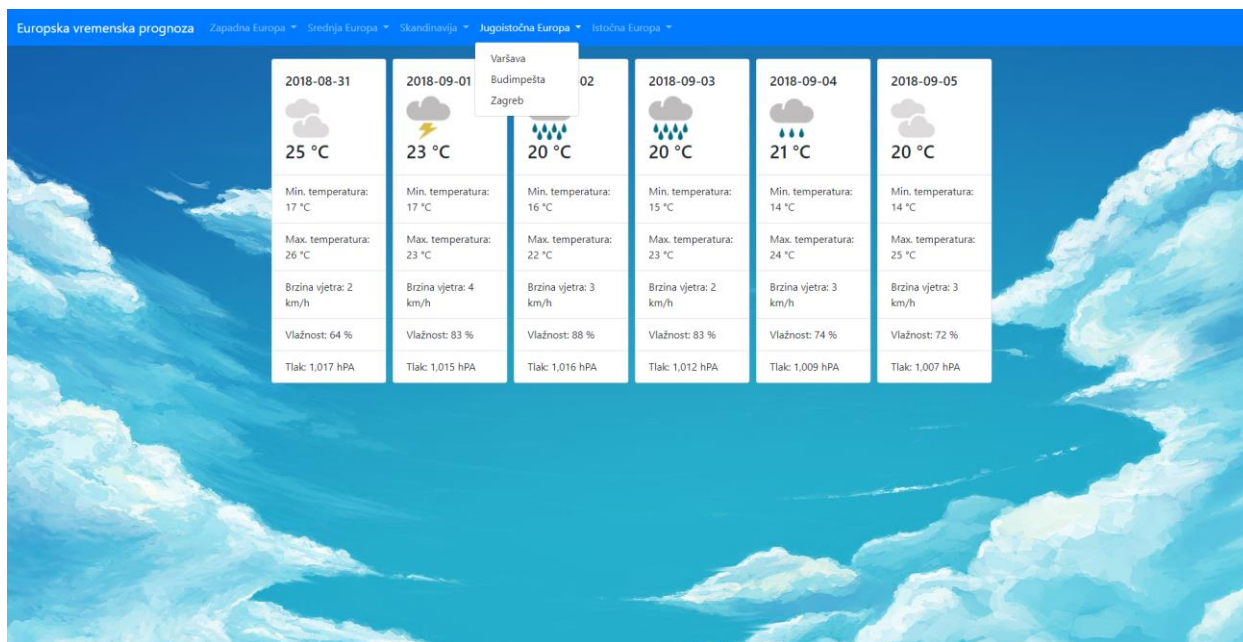 Europska vremenska prognoza Zapadna Europa Srednja Europa Skandinavija Jugoistočna Europa Istočna Europa
Varšava
Budimpešta
Zagreb
2018-08-31
25 °C
Min. temperatura:
17 °C
Max. temperatura:
26 °C
Brzina vjetra: 2
km/h
Vlažnost: 64 %
Tlak: 1,017 hPA
2018-09-01
23 °C
Min. temperatura:
17 °C
Max. temperatura:
23 °C
Brzina vjetra: 4
km/h
Vlažnost: 83 %
Tlak: 1,015 hPA
02
20 °C
Min. temperatura:
16 °C
Max. temperatura:
22 °C
Brzina vjetra: 3
km/h
Vlažnost: 88 %
Tlak: 1,016 hPA
2018-09-03
20 °C
Min. temperatura:
15 °C
Max. temperatura:
23 °C
Brzina vjetra: 2
km/h
Vlažnost: 83 %
Tlak: 1,012 hPA
2018-09-04
21 °C
Min. temperatura:
14 °C
Max. temperatura:
24 °C
Brzina vjetra: 3
km/h
Vlažnost: 74 %
Tlak: 1,009 hPA
2018-09-05
20 °C
Min. temperatura:
14 °C
Max. temperatura:
25 °C
Brzina vjetra: 3
km/h
Vlažnost: 72 %
Tlak: 1,007 hPA